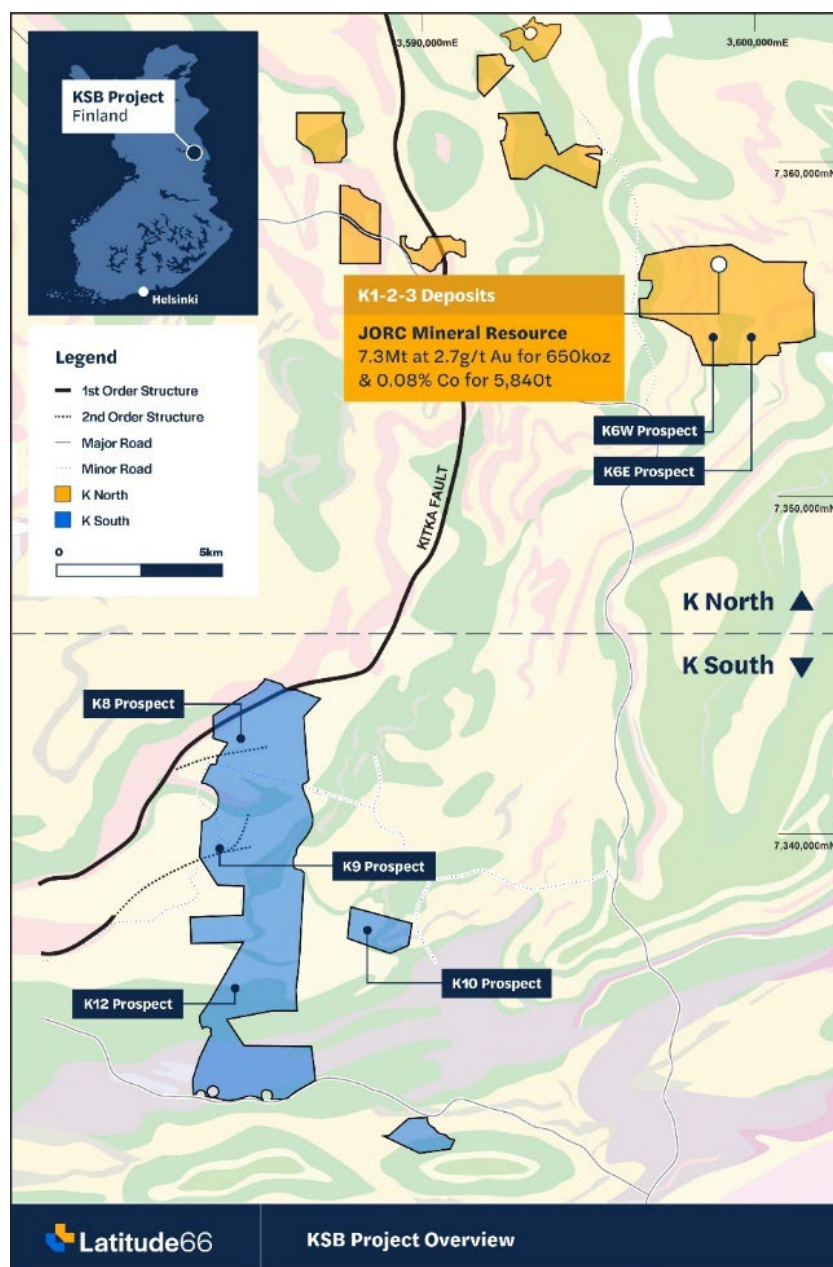 3,590,000mE
3,600,000mE
KSB Project
Finland
Helsinki
7,360,000mN
K1-2-3 Deposits
JORC Mineral Resource
7.3Mt at 2.7g/t Au for 650koz
& 0.08% Co for 5,840t
Legend
1st Order Structure
2nd Order Structure
Major Road
Minor Road
K North
K South
0 5km
K6W Prospect
K6E Prospect
KITKA FAULT
7,350,000mN
K North
K South
K8 Prospect
7,340,000mN
K9 Prospect
K10 Prospect
K12 Prospect
Latitude66
KSB Project Overview